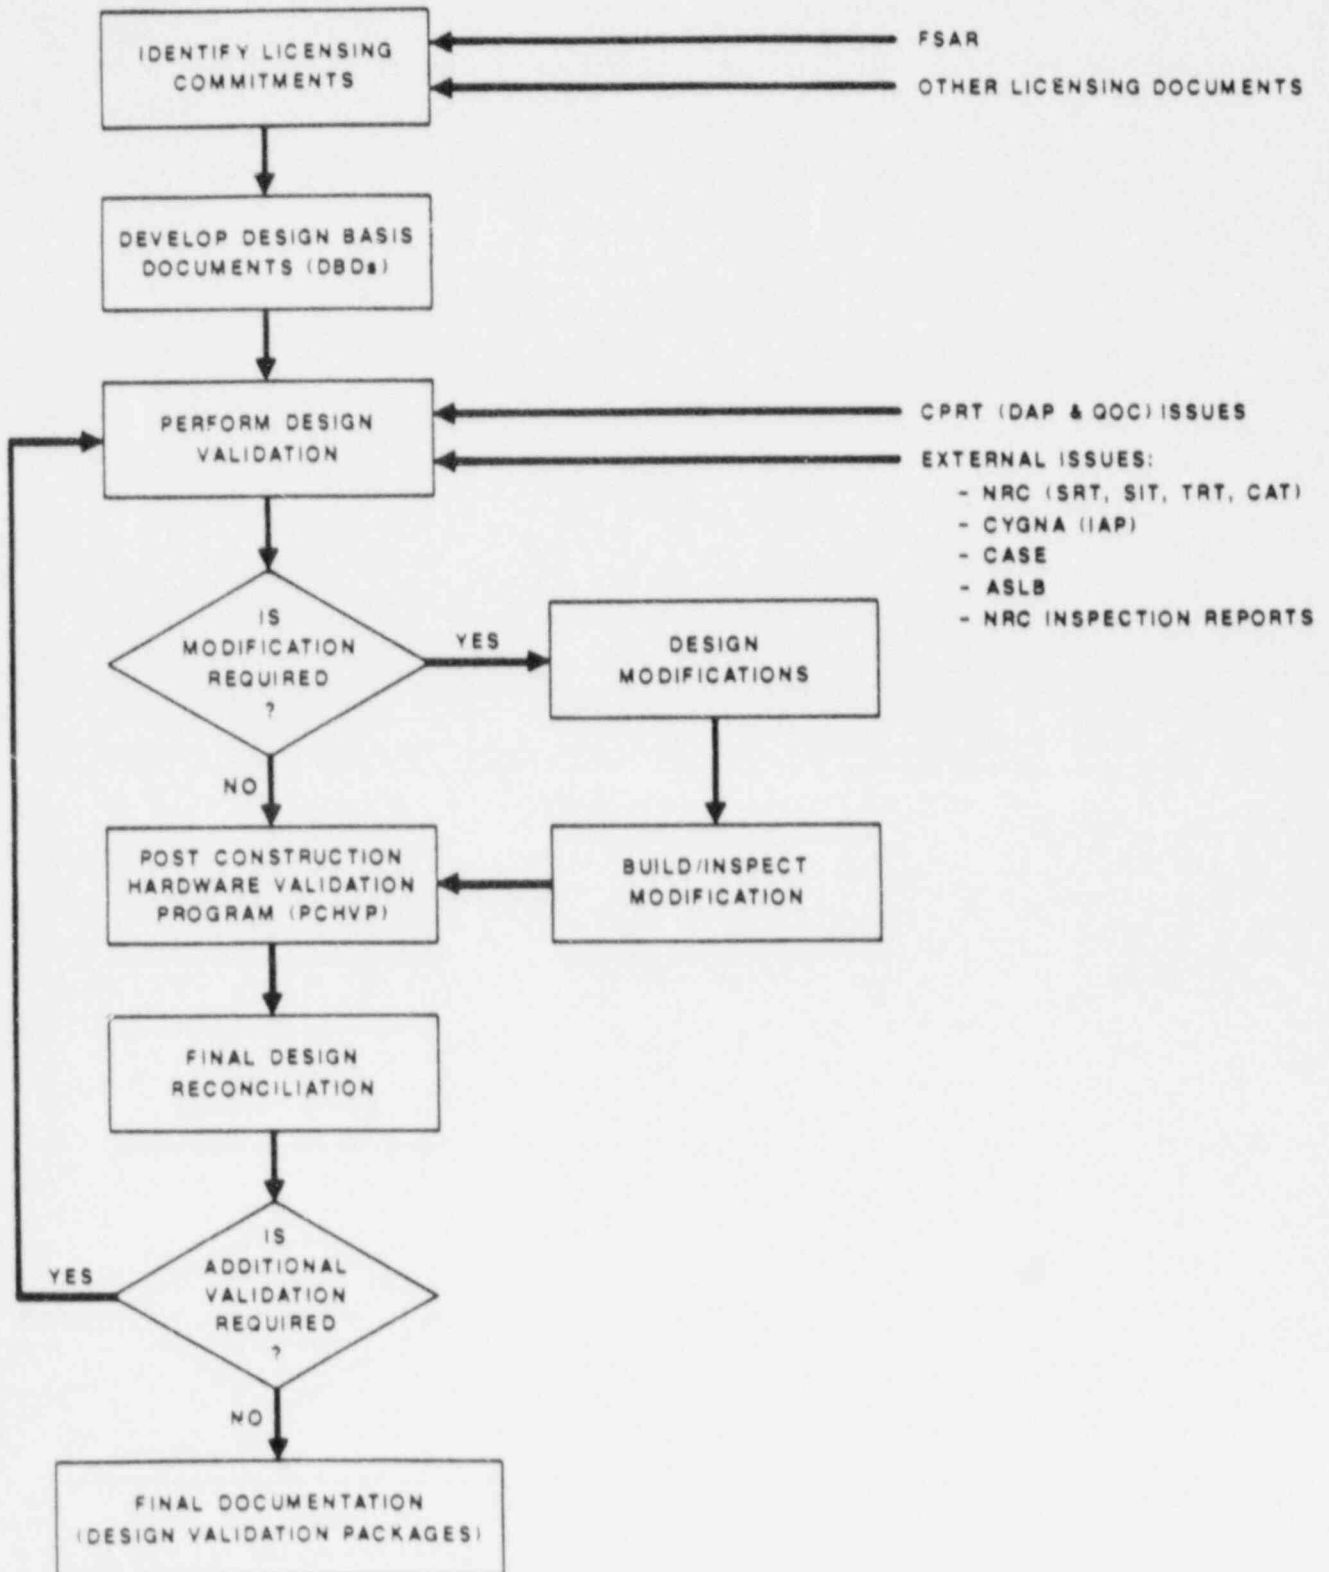 IDENTIFY LICENSING
COMMITMENTS
FSAR
OTHER LICENSING DOCUMENTS
DEVELOP DESIGN BASIS
DOCUMENTS (DBDs)
PERFORM DESIGN
VALIDATION
CPRT (DAP & QOC) ISSUES
EXTERNAL ISSUES:
- NRC (SRT, SIT, TRT, CAT)
- CYGNA (IAP)
- CASE
- ASLB
- NRC INSPECTION REPORTS
IS
MODIFICATION
REQUIRED
?
YES
DESIGN
MODIFICATIONS
NO
POST CONSTRUCTION
HARDWARE VALIDATION
PROGRAM (PCHVP)
BUILD/INSPECT
MODIFICATION
FINAL DESIGN
RECONCILIATION
IS
ADDITIONAL
VALIDATION
REQUIRED
?
YES
NO
FINAL DOCUMENTATION
(DESIGN VALIDATION PACKAGES)